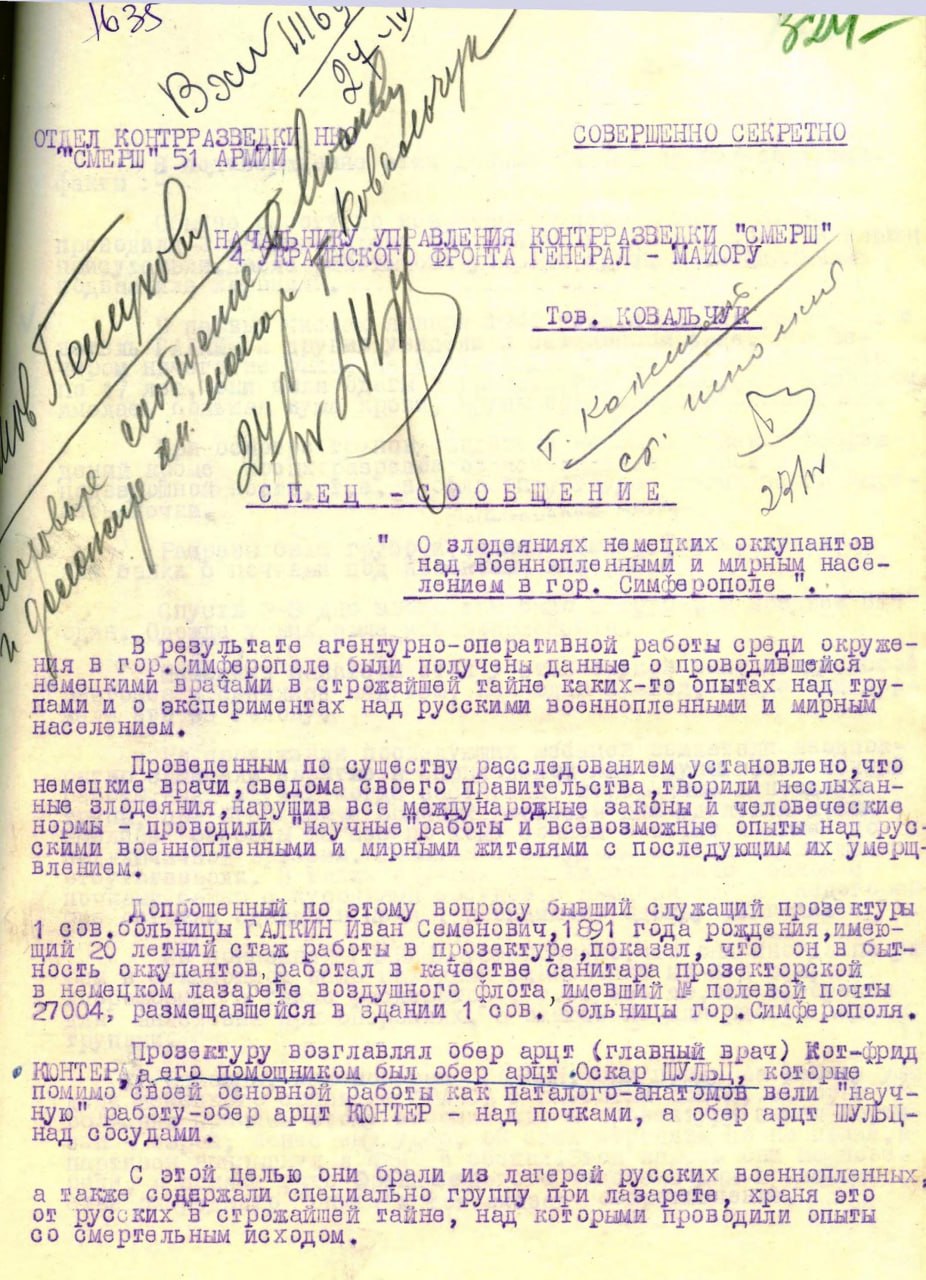 1635
324
27/IV
ОТДЕЛ КОНТРРАЗВЕДКИ НКО
"СМЕРШ" 51 АРМИИ
СОВЕРШЕННО СЕКРЕТНО
НАЧАЛЬНИКУ УПРАВЛЕНИЯ КОНТРРАЗВЕДКИ "СМЕРШ"
4 УКРАИНСКОГО ФРОНТА ГЕНЕРАЛ - МАЙОРУ
Тов. КОВАЛЬЧУК
сообщение
Ковальчук
24/IV
27/IV
СПЕЦ - СООБЩЕНИЕ
" О злодеяниях немецких оккупантов
над военнопленными и мирным насе-
лением в гор. Симферополе ".
В результате агентурно-оперативной работы среди окруже-
ния в гор.Симферополе были получены данные о проводившейся
немецкими врачами в строжайшей тайне каких-то опытах над тру-
пами и о экспериментах над русскими военнопленными и мирным
населением.
Проведенным по существу расследованием установлено,что
немецкие врачи,сведома своего правительства,творили неслыхан-
ные злодеяния,нарушив все международные законы и человеческие
нормы - проводили "научные"работы и всевозможные опыты над рус-
скими военнопленными и мирными жителями с последующим их умерщ-
влением.
Допрошенный по этому вопросу бывший служащий прозектуры
1 сов.больницы ГАЛКИН Иван Семенович,1891 года рождения,имею-
щий 20 летний стаж работы в прозектуре,показал, что он в быт-
ность оккупантов,работал в качестве санитара прозекторской
в немецком лазарете воздушного флота,имевший № полевой почты
27004, размещавшейся в здании 1 сов. больницы гор.Симферополя.
Прозектуру возглавлял обер арцт (главный врач) Кот-фрид
КЮНТЕР,а его помощником был обер арцт Оскар ШУЛЬЦ, которые
помимо своей основной работы как паталого-анатомов вели "науч-
ную" работу-обер арцт КЮНТЕР - над почками, а обер арцт ШУЛЬЦ-
над сосудами.
С этой целью они брали из лагерей русских военнопленных,
а также содержали специально группу при лазарете, храня это
от русских в строжайшей тайне, над которыми проводили опыты
со смертельным исходом.